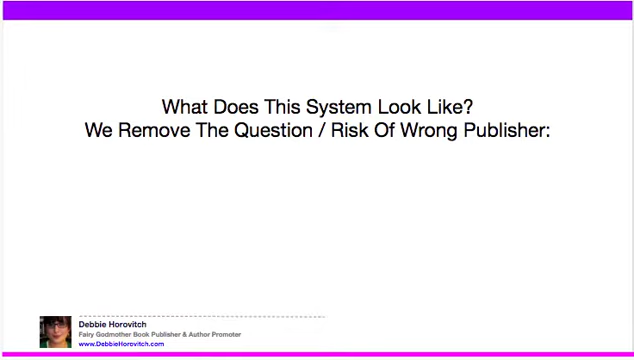 What Does This System Look Like?
We Remove The Question / Risk Of Wrong Publisher:
Debbie Horovitch
Fairy Godmother Book Publisher & Author Promoter
www.DebbieHorovitch.com